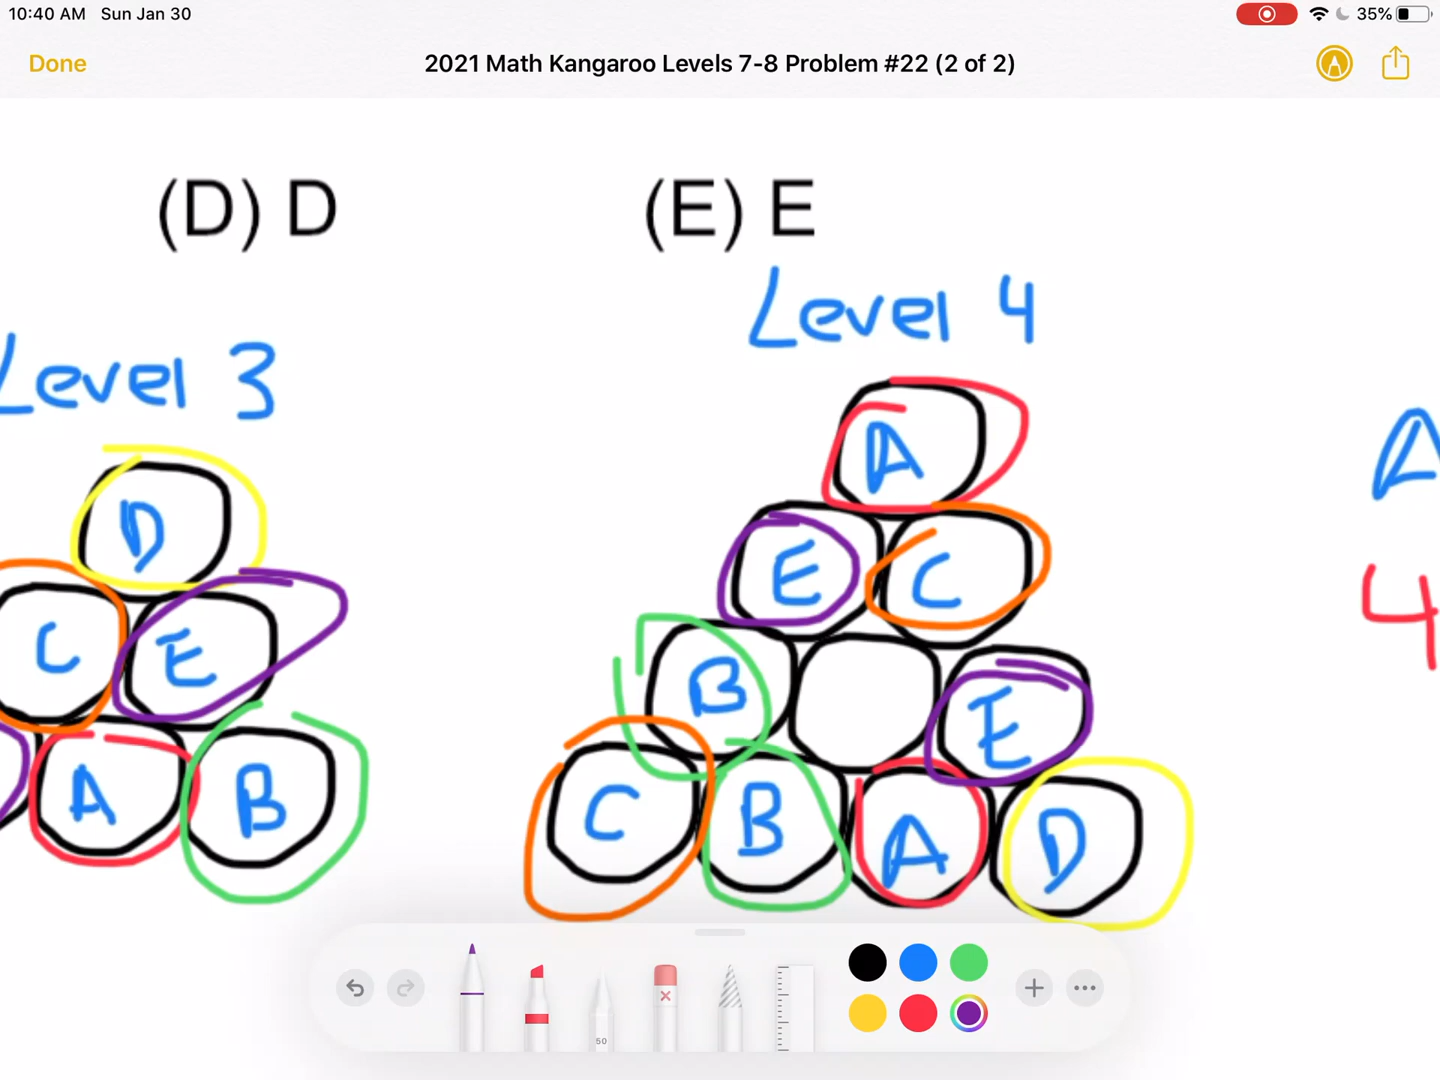 10:40 AM Sun Jan 30
35%
Done
2021 Math Kangaroo Levels 7-8 Problem #22 (2 of 2)
(D) D
(E) E
Level 4
Level 3
A
D
A
E C
C E
4
B E
A B
C B A D
50